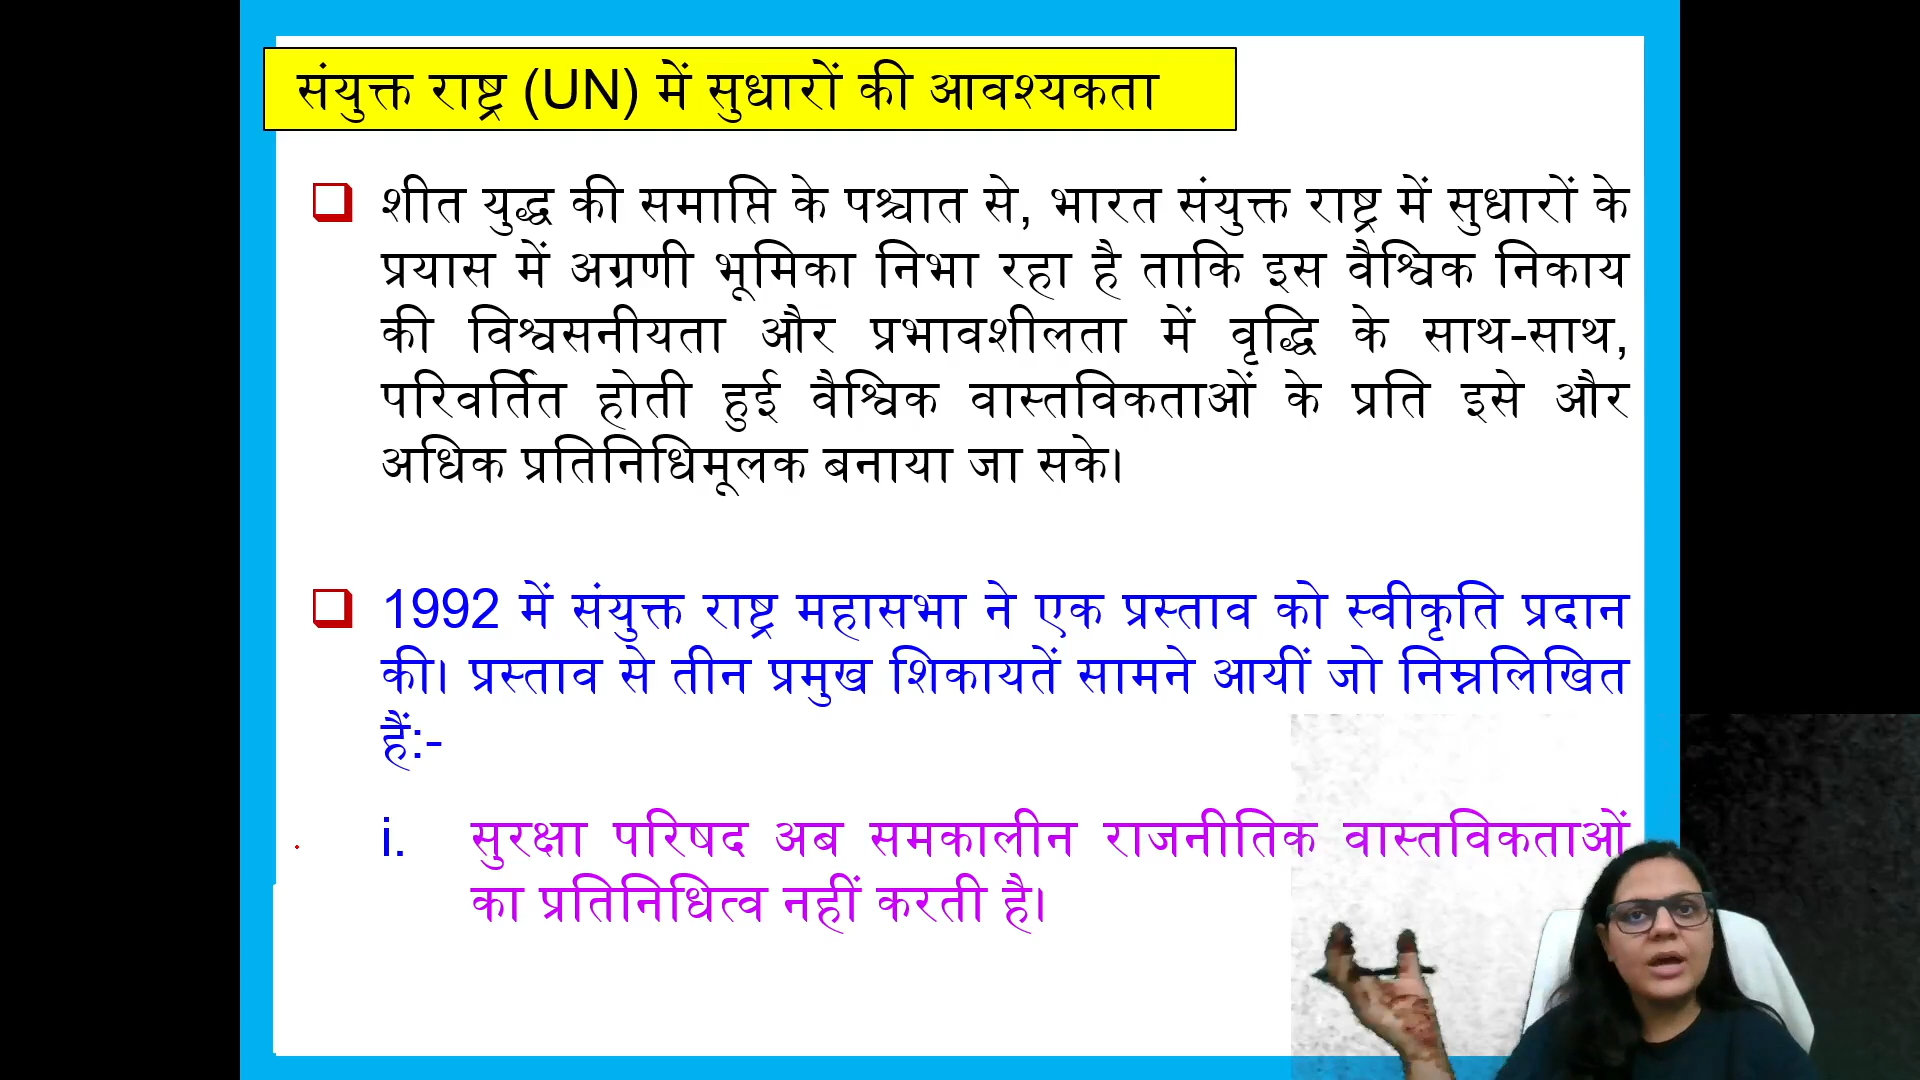 संयुक्त राष्ट्र (UN) में सुधारों की आवश्यकता
शीत युद्ध की समाप्ति के पश्चात से, भारत संयुक्त राष्ट्र में सुधारों के
प्रयास में अग्रणी भूमिका निभा रहा है ताकि इस वैश्विक निकाय
की विश्वसनीयता और प्रभावशीलता में वृद्धि के साथ-साथ,
परिवर्तित होती हुई वैश्विक वास्तविकताओं के प्रति इसे और
अधिक प्रतिनिधिमूलक बनाया जा सके।
1992 में संयुक्त राष्ट्र महासभा ने एक प्रस्ताव को स्वीकृति प्रदान
की। प्रस्ताव से तीन प्रमुख शिकायतें सामने आयीं जो निम्नलिखित
हैं:-
i. सुरक्षा परिषद अब समकालीन राजनीतिक वास्तविकताओं
का प्रतिनिधित्व नहीं करती है।